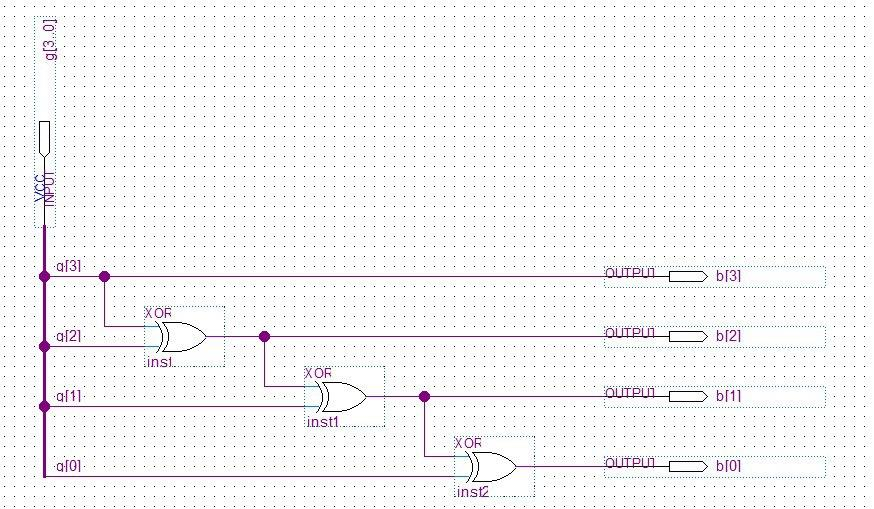 g[3..0]
VCC
INPUT
g[3]
OUTPUT
b[3]
XOR
g[2]
OUTPUT
b[2]
inst
XOR
g[1]
OUTPUT
b[1]
inst1
XOR
g[0]
OUTPUT
b[0]
inst2